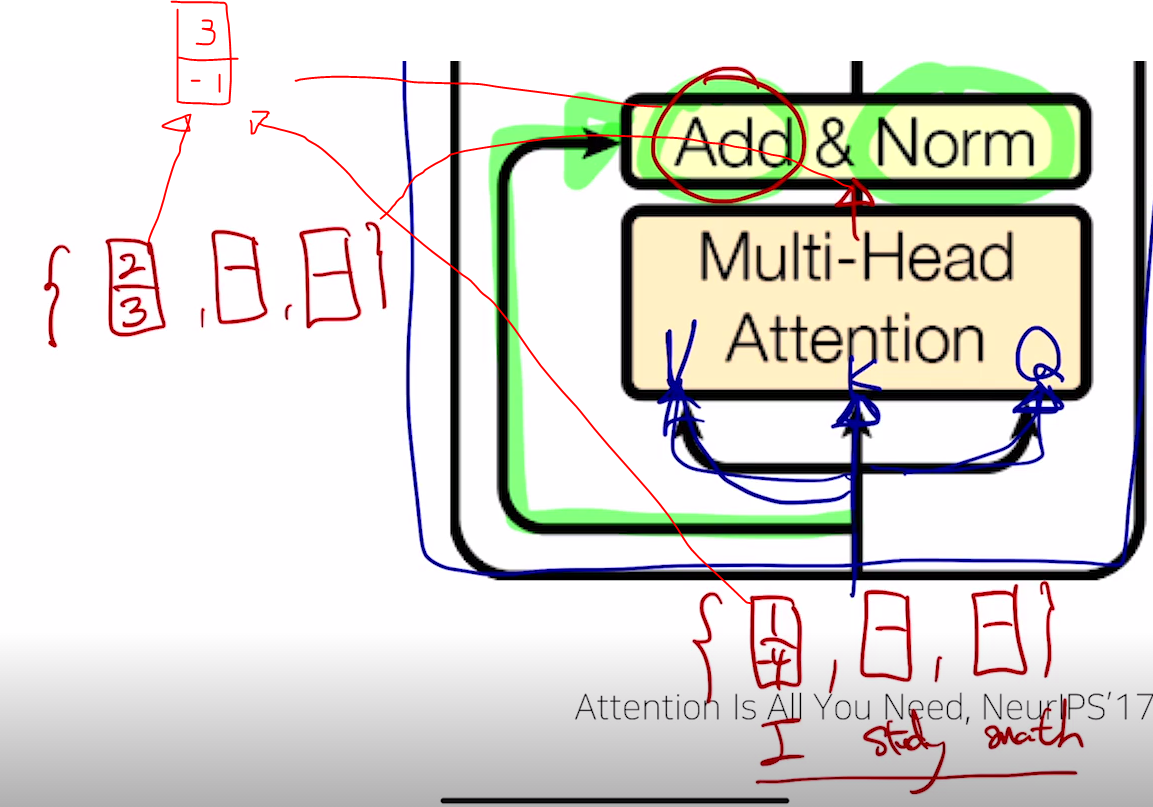 3
-1
Add & Norm
Multi-Head
Attention
{ 2 3 , , }
V K Q
{ 1 -4 , , }
Attention Is All You Need, NeurIPS'17
I study math